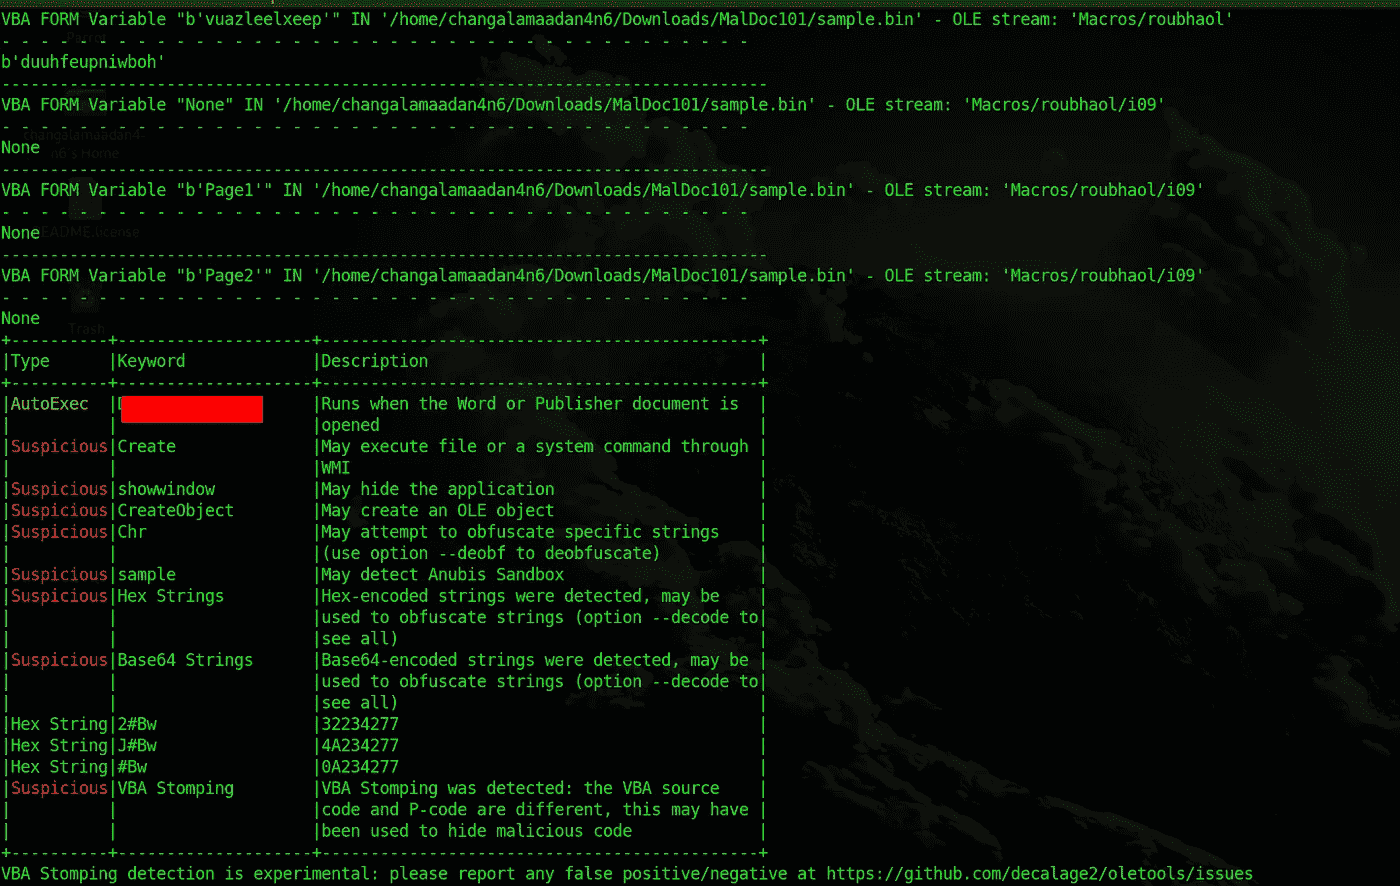 VBA FORM Variable "b'vuazleelxeep'" IN '/home/changalamaadan4n6/Downloads/MalDoc101/sample.bin' - OLE stream: 'Macros/roubhaol'
- - - - - - - - - - - - - - - - - - - - - - - - - - - - - - - - - - - - - - -
b'duuhfeupniwboh'
-------------------------------------------------------------------------------
VBA FORM Variable "None" IN '/home/changalamaadan4n6/Downloads/MalDoc101/sample.bin' - OLE stream: 'Macros/roubhaol/i09'
- - - - - - - - - - - - - - - - - - - - - - - - - - - - - - - - - - - - - - -
None
-------------------------------------------------------------------------------
VBA FORM Variable "b'Page1'" IN '/home/changalamaadan4n6/Downloads/MalDoc101/sample.bin' - OLE stream: 'Macros/roubhaol/i09'
- - - - - - - - - - - - - - - - - - - - - - - - - - - - - - - - - - - - - - -
None
-------------------------------------------------------------------------------
VBA FORM Variable "b'Page2'" IN '/home/changalamaadan4n6/Downloads/MalDoc101/sample.bin' - OLE stream: 'Macros/roubhaol/i09'
- - - - - - - - - - - - - - - - - - - - - - - - - - - - - - - - - - - - - - -
None
+----------+--------------------+---------------------------------------------+
|Type      |Keyword             |Description                                  |
+----------+--------------------+---------------------------------------------+
|AutoExec  |                    |Runs when the Word or Publisher document is  |
|          |                    |opened                                       |
|Suspicious|Create              |May execute file or a system command through |
|          |                    |WMI                                          |
|Suspicious|showwindow          |May hide the application                     |
|Suspicious|CreateObject        |May create an OLE object                     |
|Suspicious|Chr                 |May attempt to obfuscate specific strings    |
|          |                    |(use option --deobf to deobfuscate)          |
|Suspicious|sample              |May detect Anubis Sandbox                    |
|Suspicious|Hex Strings         |Hex-encoded strings were detected, may be    |
|          |                    |used to obfuscate strings (option --decode to|
|          |                    |see all)                                     |
|Suspicious|Base64 Strings      |Base64-encoded strings were detected, may be |
|          |                    |used to obfuscate strings (option --decode to|
|          |                    |see all)                                     |
|Hex String|2#Bw                |32234277                                     |
|Hex String|J#Bw                |4A234277                                     |
|Hex String|#Bw                 |0A234277                                     |
|Suspicious|VBA Stomping        |VBA Stomping was detected: the VBA source    |
|          |                    |code and P-code are different, this may have |
|          |                    |been used to hide malicious code             |
+----------+--------------------+---------------------------------------------+
VBA Stomping detection is experimental: please report any false positive/negative at https://github.com/decalage2/oletools/issues
Parrot
changalamaadan4-
n6's Home
README.license
Trash